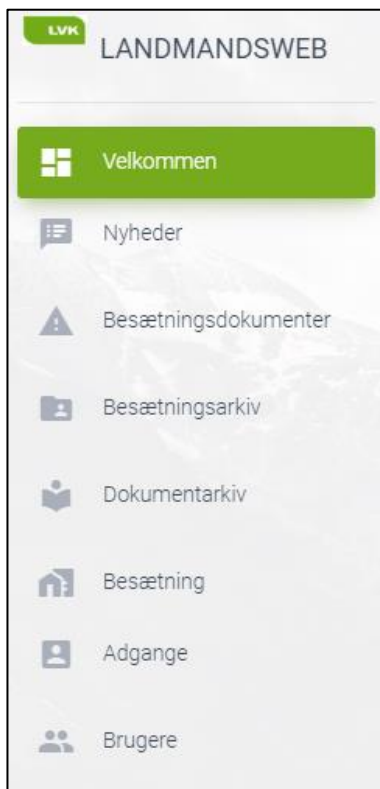 LVK
LANDMANDSWEB
Velkommen
Nyheder
Besætningsdokumenter
Besætningsarkiv
Dokumentarkiv
Besætning
Adgange
Brugere